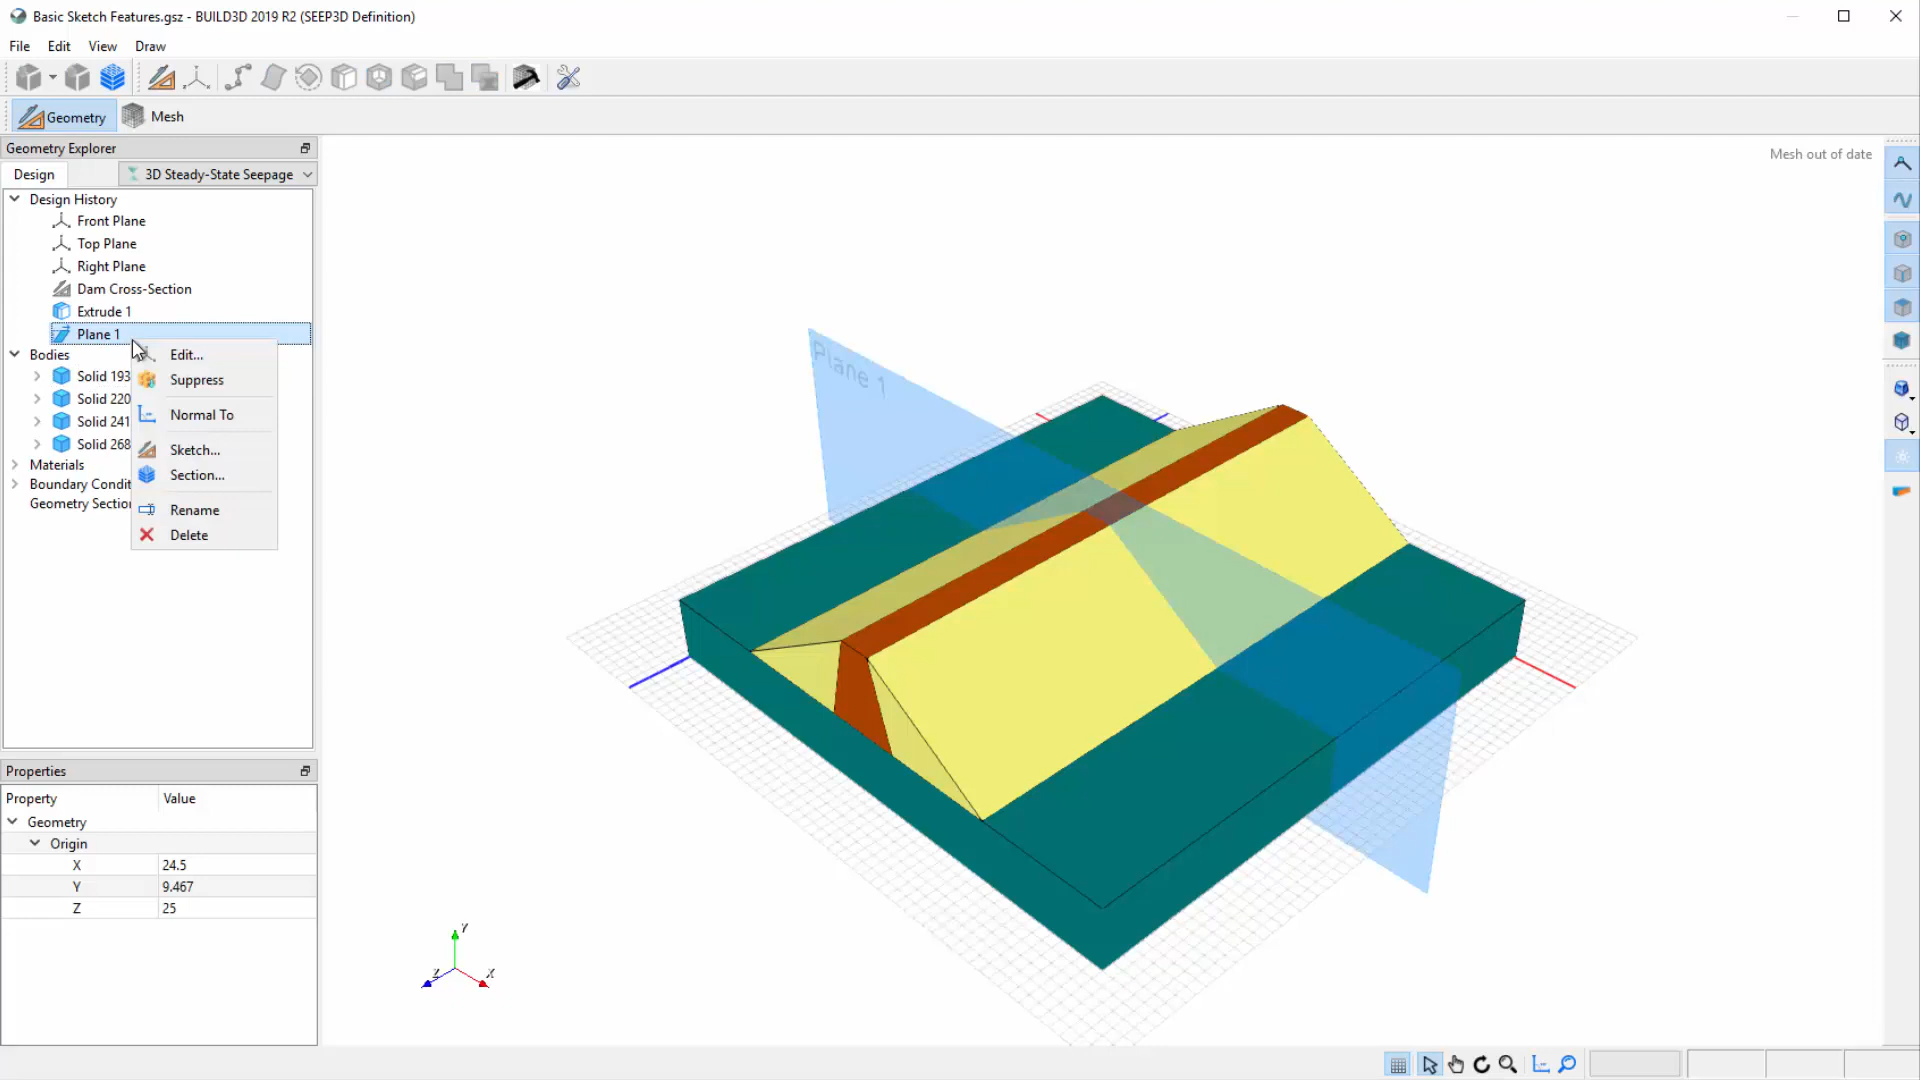 Basic Sketch Features.gsz - BUILD3D 2019 R2 (SEEP3D Definition)
File Edit View Draw
Geometry Mesh
Geometry Explorer
Design 3D Steady-State Seepage
Mesh out of date
Design History
Front Plane
Top Plane
Right Plane
Dam Cross-Section
Extrude 1
Plane 1
Bodies
Solid 193
Solid 220
Solid 241
Solid 268
Materials
Boundary Condit
Geometry Section
Edit...
Suppress
Normal To
Sketch...
Section...
Rename
Delete
Plane 1
Properties
Property Value
Geometry
Origin
X 24.5
Y 9.467
Z 25
Y
Z X